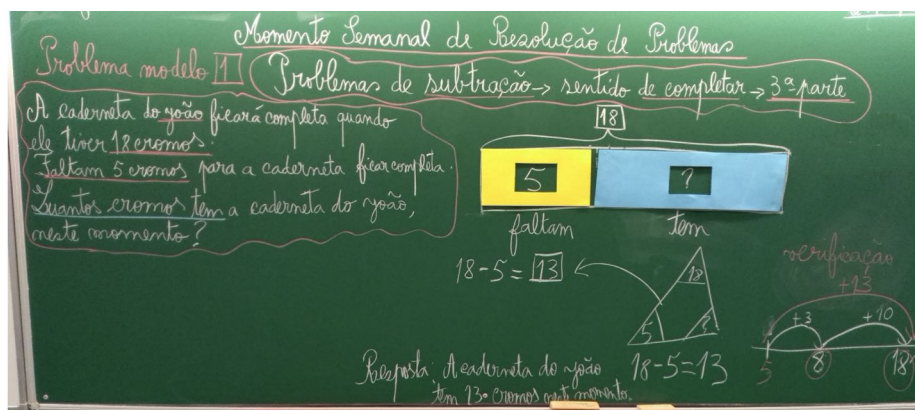 Momento Semanal de Resolução de Problemas
Problema modelo 1
Problemas de subtração → sentido de completar → 3ª parte
A caderneta do João ficará completa quando
ele tiver 18 cromos.
Faltam 5 cromos para a caderneta ficar completa.
Quantos cromos tem a caderneta do João,
neste momento?
18
5
?
faltam
tem
18-5=13
18
5
?
18-5=13
verificação
+13
+3
+10
5
8
18
Resposta: A caderneta do João
tem 13 cromos neste momento.